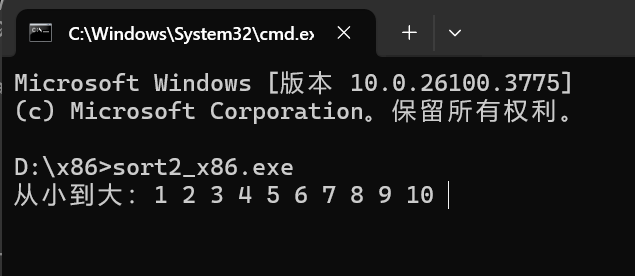 C:\Windows\System32\cmd.ex
Microsoft Windows [版本 10.0.26100.3775]
(c) Microsoft Corporation。保留所有权利。
D:\x86>sort2_x86.exe
从小到大: 1 2 3 4 5 6 7 8 9 10